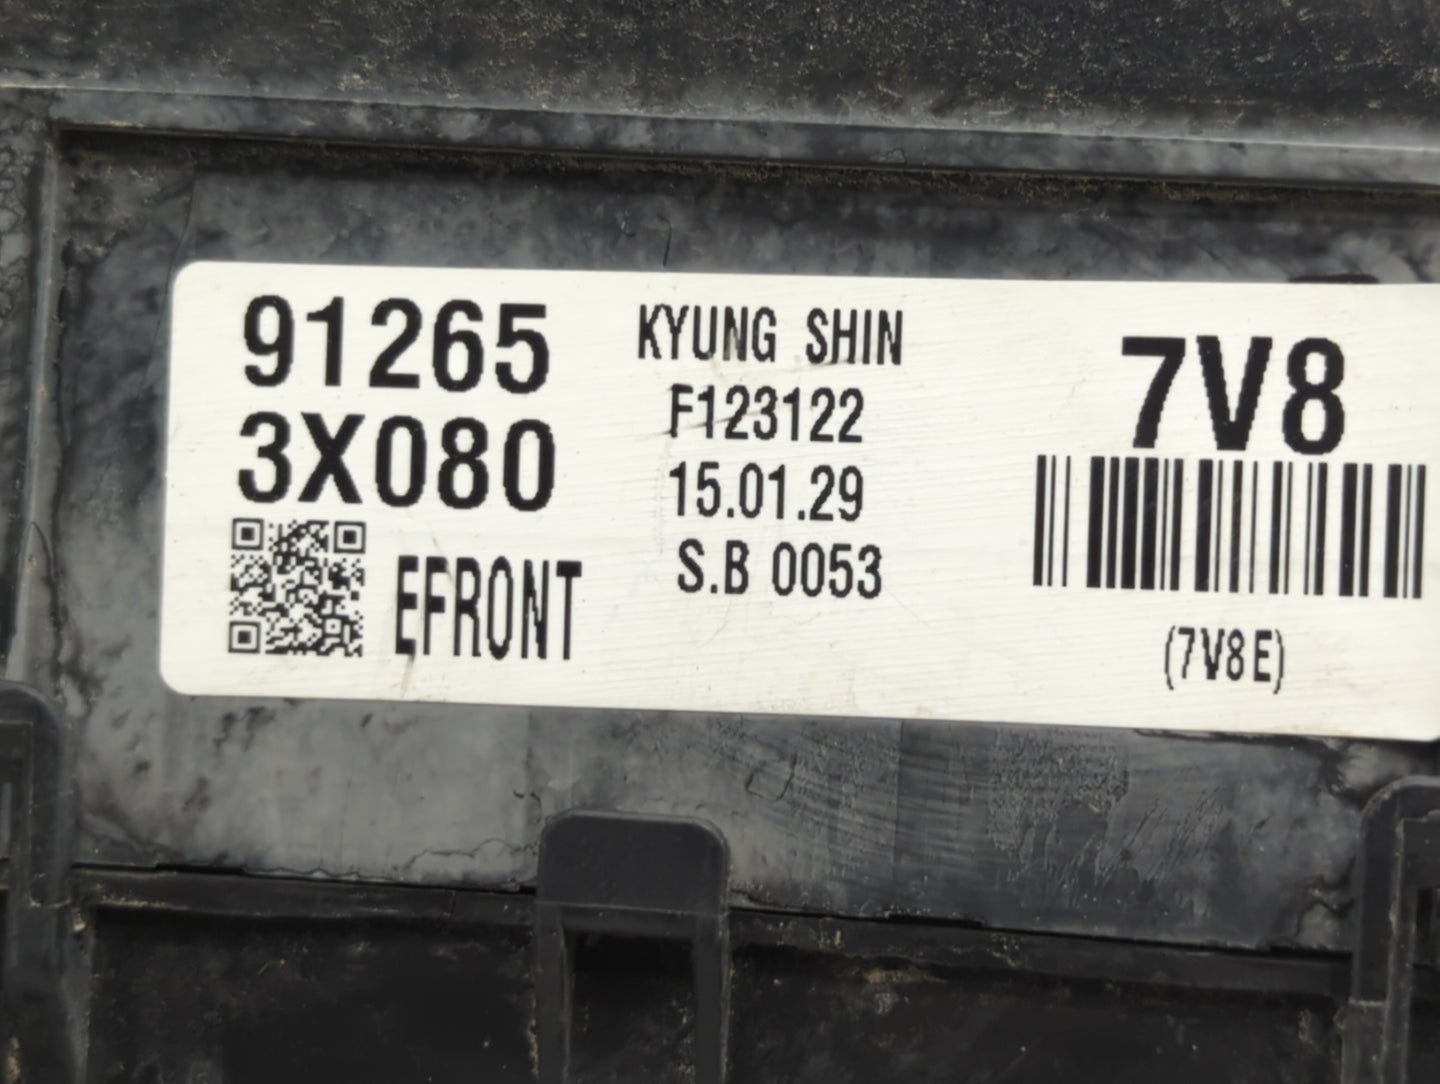 91265
3X080
EFRONT
KYUNG SHIN
F123122
15.01.29
S.B 0053
7V8
(7V8E)